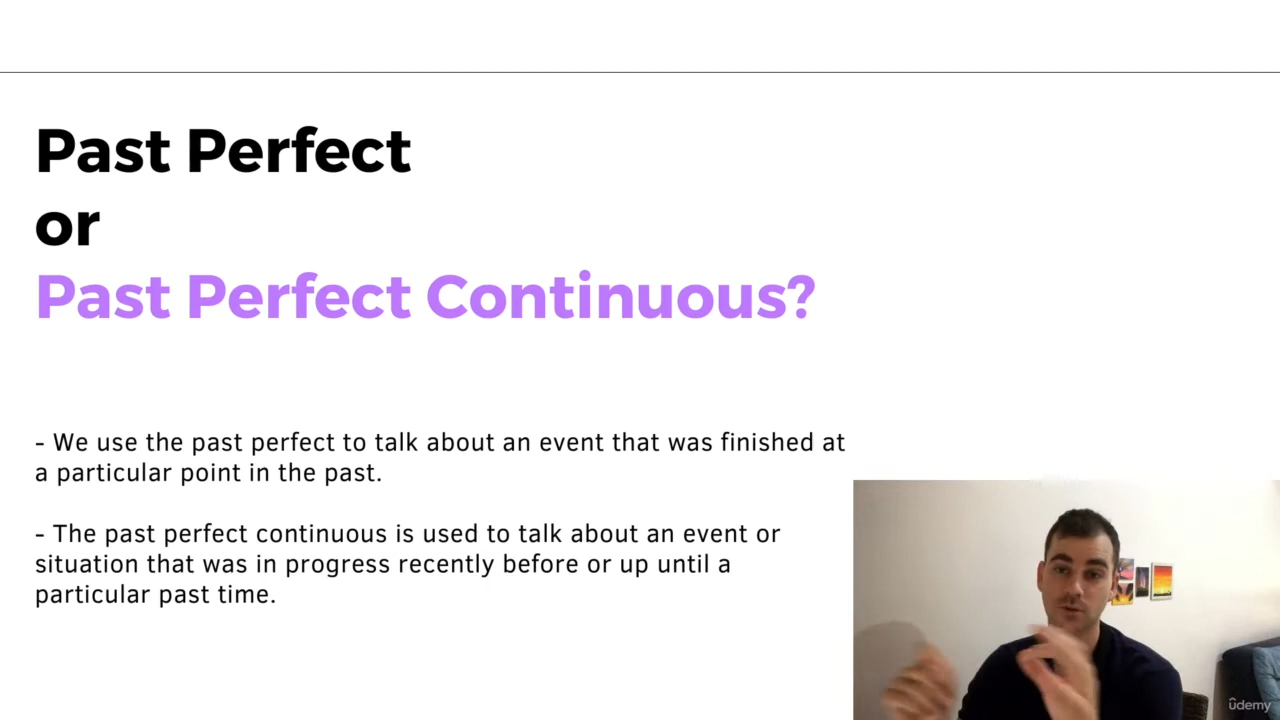 Past Perfect
or
Past Perfect Continuous?
- We use the past perfect to talk about an event that was finished at
a particular point in the past.
- The past perfect continuous is used to talk about an event or
situation that was in progress recently before or up until a
particular past time.
ûdemy